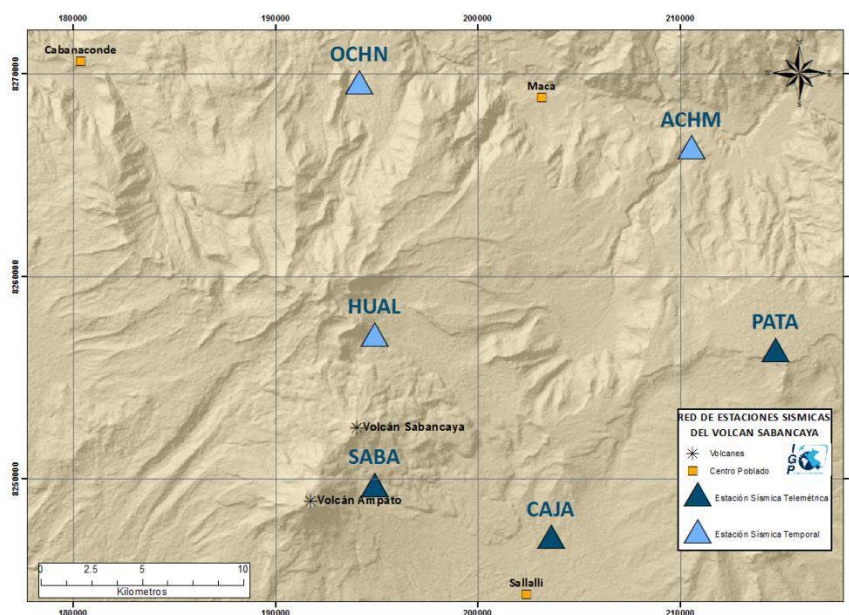 180000 190000 200000 210000
Cabanaconde
OCHN
8270000
Maca
N
W E
S
ACHM
8260000
HUAL
PATA
RED DE ESTACIONES SISMICAS
DEL VOLCAN SABANCAYA
Volcanes
Centro Poblado
IGP
Estación Sísmica Telemétrica
Estación Sísmica Temporal
Volcán Sabancaya
SABA
8250000
Volcán Ampato
CAJA
0 2.5 5 10
Kilometros
Sallalli
180000 190000 200000 210000